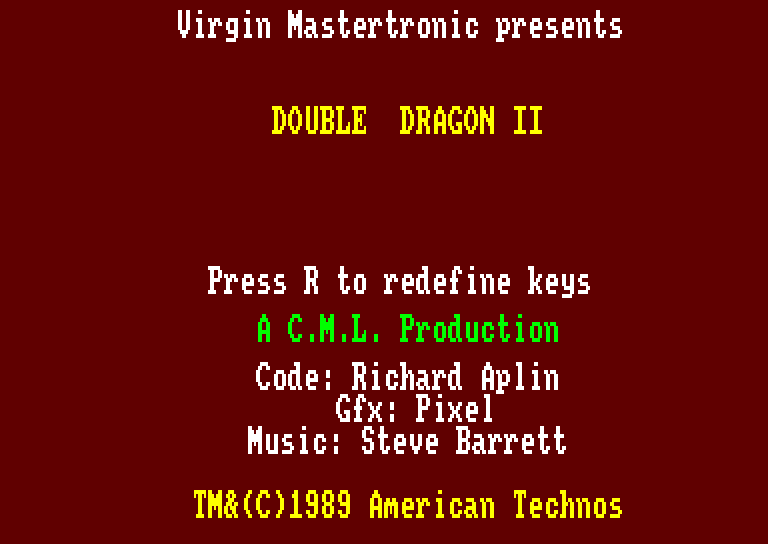 Virgin Mastertronic presents
DOUBLE  DRAGON II
Press R to redefine keys
A C.M.L. Production
Code: Richard Aplin
Gfx: Pixel
Music: Steve Barrett
TM&(C)1989 American Technos